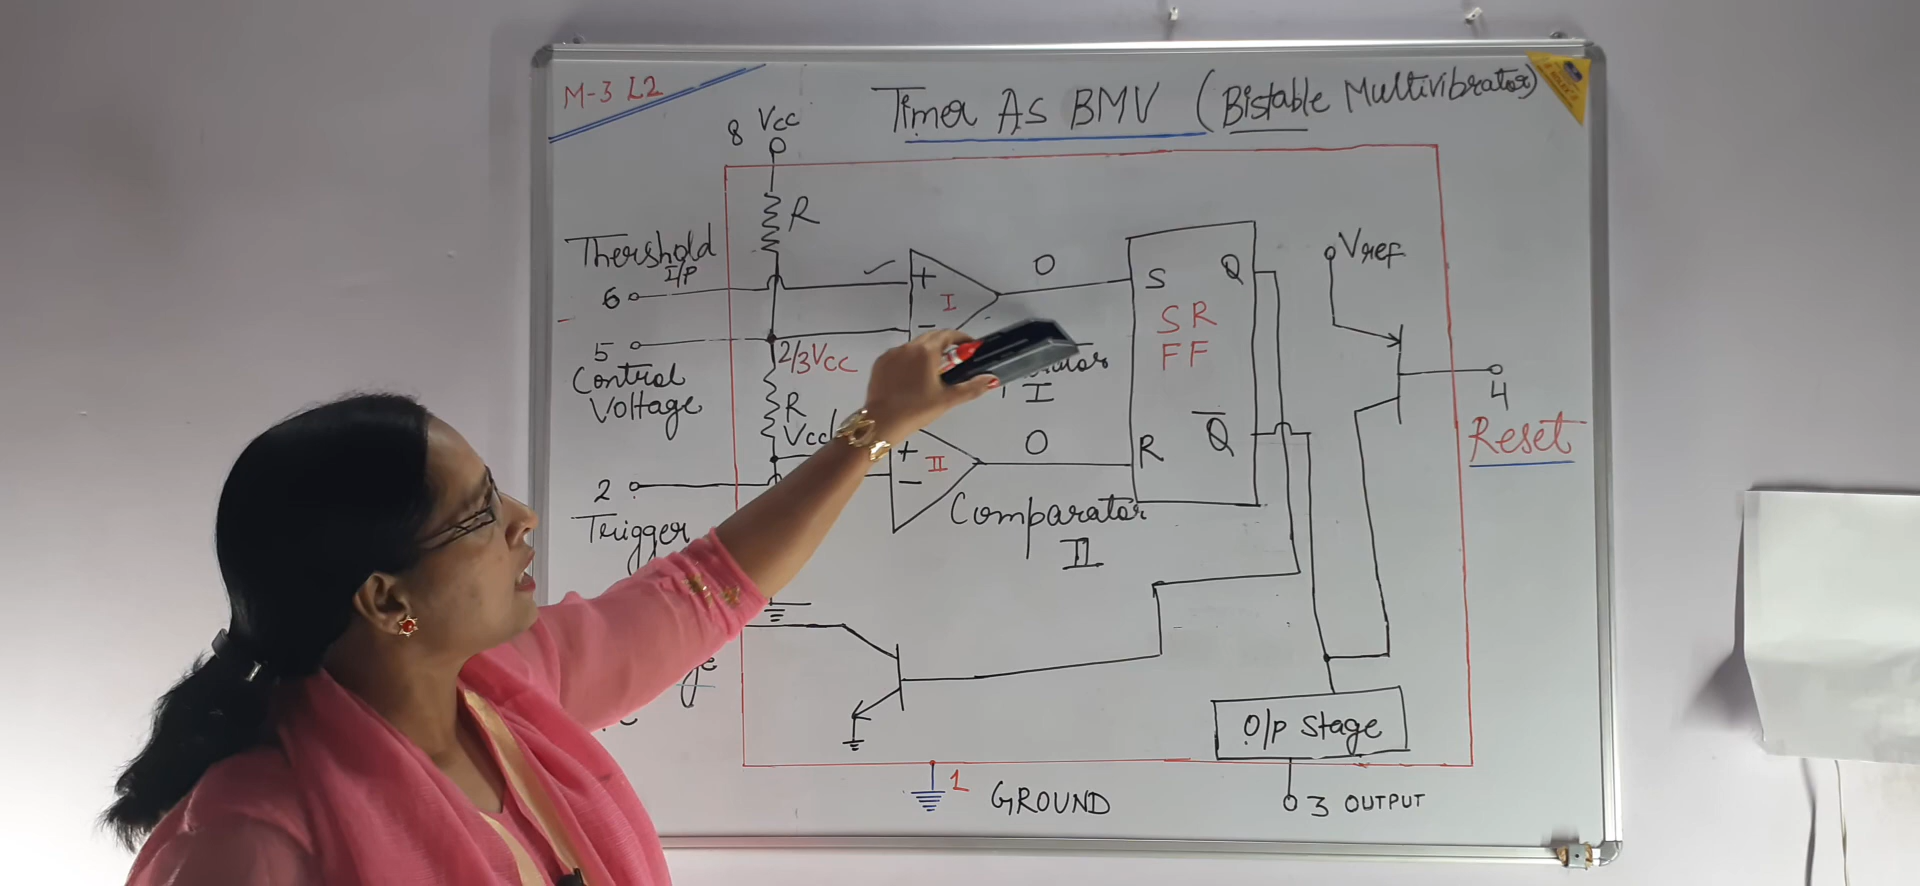 M-3 L2
Timer As BMV (Bistable Multivibrator)
8 Vcc
R
Thershold
I/P
6
+
I
-
0
S Q
SR
FF
Vref
5
2/3Vcc
Control
Voltage
I
R
Vcc
4
Reset
+
II
-
0
R Q̅
2
Trigger
Comparator
II
O/p stage
1 GROUND
3 OUTPUT